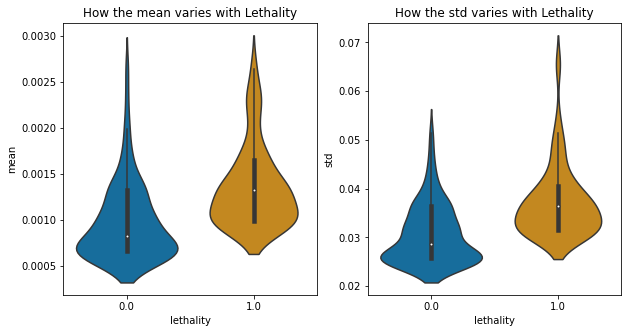 How the mean varies with Lethality
mean
0.0030
0.0025
0.0020
0.0015
0.0010
0.0005
0.0
1.0
lethality
How the std varies with Lethality
std
0.07
0.06
0.05
0.04
0.03
0.02
0.0
1.0
lethality